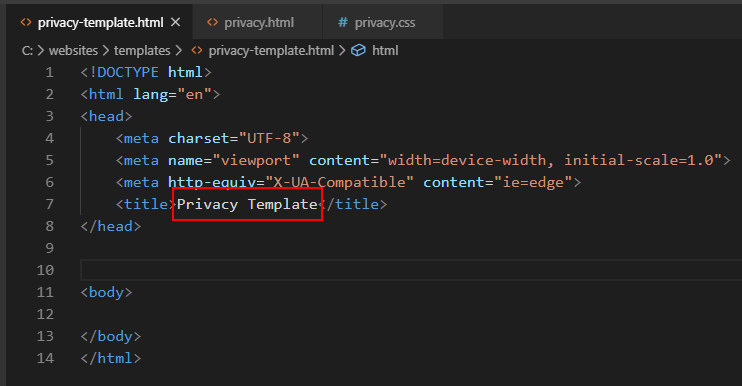 privacy-template.html × privacy.html privacy.css
C: > websites > templates > privacy-template.html > html
1 <!DOCTYPE html>
2 <html lang="en">
3 <head>
4 <meta charset="UTF-8">
5 <meta name="viewport" content="width=device-width, initial-scale=1.0">
6 <meta http-equiv="X-UA-Compatible" content="ie=edge">
7 <title>Privacy Template</title>
8 </head>
9
10
11 <body>
12
13 </body>
14 </html>